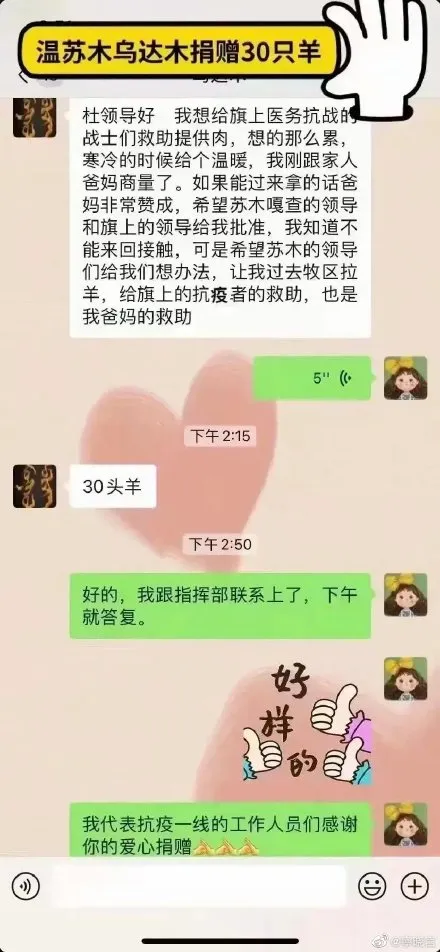 温苏木乌达木捐赠30只羊
杜领导好 我想给旗上医务抗战的
战士们救助提供肉，想的那么累，
寒冷的时候给个温暖，我刚跟家人
爸妈商量了。如果能过来拿的话爸
妈非常赞成，希望苏木嘎查的领导
和旗上的领导给我批准，我知道不
能来回接触，可是希望苏木的领导
们给我们想办法，让我过去牧区拉
羊，给旗上的抗疫者的救助，也是
我爸妈的救助
5"
下午2:15
30头羊
下午2:50
好的，我跟指挥部联系上了，下午
就答复。
好
样
的
我代表抗疫一线的工作人员们感谢
你的爱心捐赠